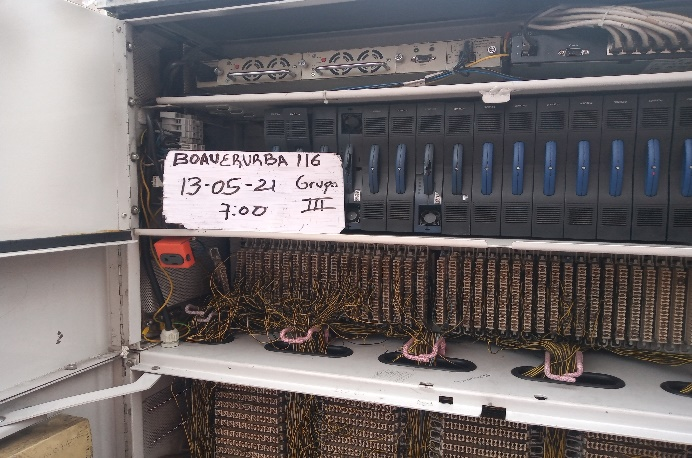 BOAVERURBA 116
13-05-21 Grupo
7:00 III